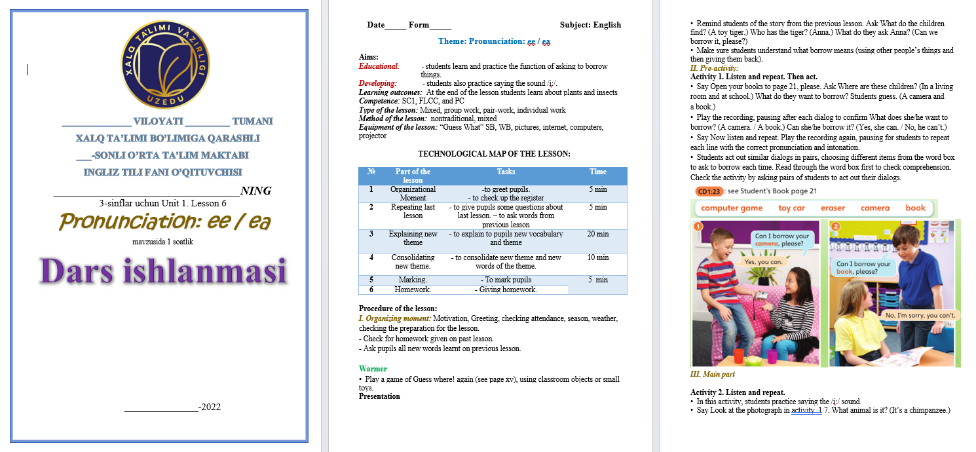 XALQ TA'LIMI VAZIRLIGI
UZEDU
____________ VILOYATI ________ TUMANI
XALQ TA'LIMI BO'LIMIGA QARASHLI
___-SONLI O'RTA TA'LIM MAKTABI
INGLIZ TILI FANI O'QITUVCHISI
________________________________NING
3-sinflar uchun Unit 1. Lesson 6
Pronunciation: ee / ea
mavzusida 1 soatlik
Dars ishlanmasi
_______________-2022
Date_____ Form_____ Subject: English
Theme: Pronunciation: ee / ea
Aims:
Educational: - students learn and practice the function of asking to borrow
things.
Developing: - students also practice saying the sound /i:/.
Learning outcomes: At the end of the lesson students learn about plants and insects
Competence: SC1, FLCC, and PC
Type of the lesson: Mixed, group work, pair-work, individual work
Method of the lesson: nontraditional, mixed
Equipment of the lesson: "Guess What" SB, WB, pictures, internet, computers,
projector
TECHNOLOGICAL MAP OF THE LESSON:
№ Part of the lesson Tasks Time
1 Organizational Moment -to greet pupils. - to check up the register 5 min
2 Repeating last lesson - to give pupils some questions about last lesson. – to ask words from previous lesson 5 min
3 Explaining new theme - to explain to pupils new vocabulary and theme 20 min
4 Consolidating new theme. - to consolidate new theme and new words of the theme. 10 min
5 Marking. - To mark pupils 5 min
6 Homework. - Giving homework.
Procedure of the lesson:
I. Organizing moment: Motivation, Greeting, checking attendance, season, weather,
checking the preparation for the lesson.
- Check for homework given on past lesson.
- Ask pupils all new words learnt on previous lesson.
Warmer
• Play a game of Guess where! again (see page xv), using classroom objects or small
toys.
Presentation
• Remind students of the story from the previous lesson. Ask What do the children
find? (A toy tiger.) Who has the tiger? (Anna.) What do they ask Anna? (Can we
borrow it, please?)
• Make sure students understand what borrow means (using other people's things and
then giving them back).
II. Pre-activity:
Activity 1. Listen and repeat. Then act.
• Say Open your books to page 21, please. Ask Where are these children? (In a living
room and at school.) What do they want to borrow? Students guess. (A camera and
a book.)
• Play the recording, pausing after each dialog to confirm What does she/he want to
borrow? (A camera. / A book.) Can she/he borrow it? (Yes, she can. / No, he can't.)
• Say Now listen and repeat. Play the recording again, pausing for students to repeat
each line with the correct pronunciation and intonation.
• Students act out similar dialogs in pairs, choosing different items from the word box
to ask to borrow each time. Read through the word box first to check comprehension.
Check the activity by asking pairs of students to act out their dialogs.
CD1:23: see Student's Book page 21
computer game toy car eraser camera book
1
Can I borrow your
camera, please?
Yes, you can.
2
Can I borrow your
book, please?
No, I'm sorry, you can't.
III. Main part
Activity 2. Listen and repeat.
• In this activity, students practice saying the /i:/ sound.
• Say Look at the photograph in activity_1 7. What animal is it? (It's a chimpanzee.)